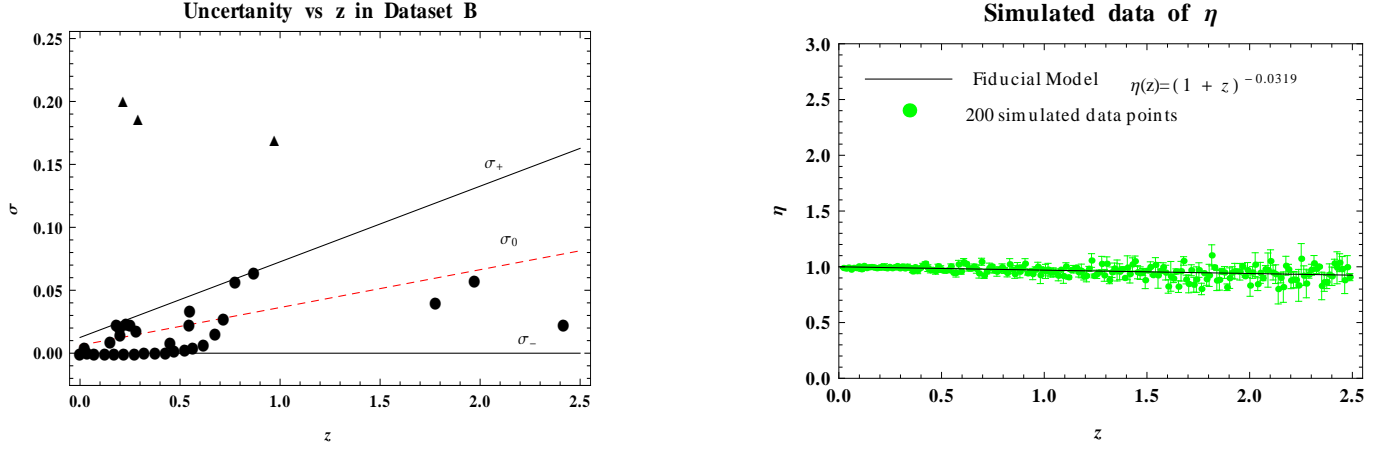 Uncertanity vs z in Dataset B
0.25
0.20
0.15
0.10
0.05
0.00
σ
σ+
σ0
σ−
0.0 0.5 1.0 1.5 2.0 2.5
z
Simulated data of η
3.0
2.5
2.0
1.5
1.0
0.5
0.0
η
Fiducial Model η(z)=(1 + z)^−0.0319
200 simulated data points
0.0 0.5 1.0 1.5 2.0 2.5
z